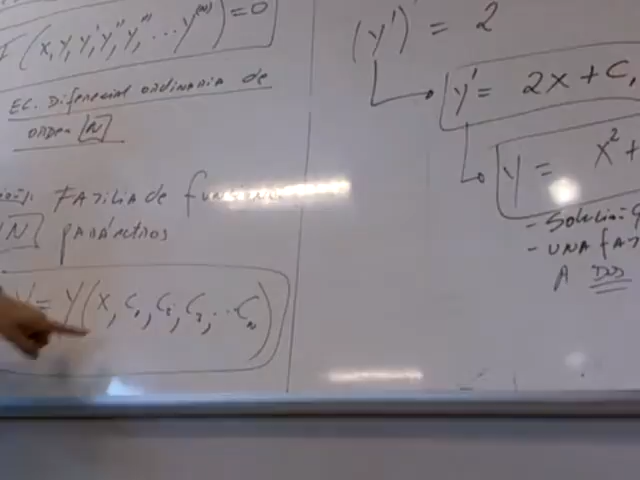 F(x, y, y', y'', y''', ... y⁽ⁿ⁾) = 0
EC. Diferencial ordinaria de
orden [N]
Familia de
[N] parámetros
Y = Y(x, C₁, C₂, C₃, ... Cₙ)
(y')' = 2
y' = 2x + C₁
y = x² +
- Solución
- UNA FA
A DOS